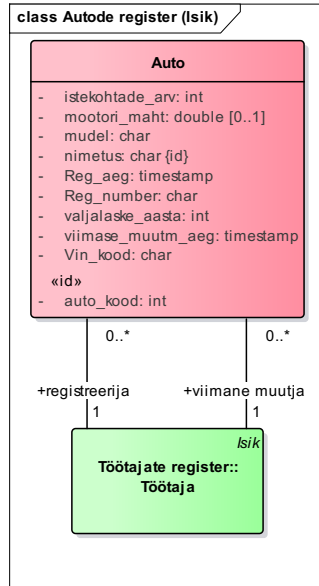 class Autode register (Isik)
Auto
- istekohtade_arv: int
- mootori_maht: double [0..1]
- mudel: char
- nimetus: char {id}
- Reg_aeg: timestamp
- Reg_number: char
- valjalaske_aasta: int
- viimase_muutm_aeg: timestamp
- Vin_kood: char
«id»
- auto_kood: int
0..* 0..*
+registreerija +viimane muutja
1 1
Isik
Töötajate register::
Töötaja